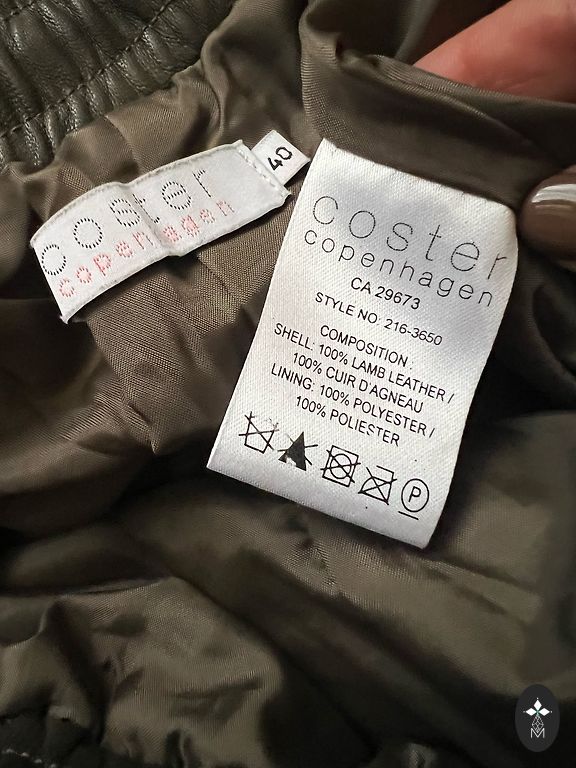 coster
copenhagen
40
coster
copenhagen
CA 29673
STYLE NO: 216-3650
COMPOSITION :
SHELL: 100% LAMB LEATHER /
100% CUIR D'AGNEAU
LINING: 100% POLYESTER /
100% POLIESTER
P
M